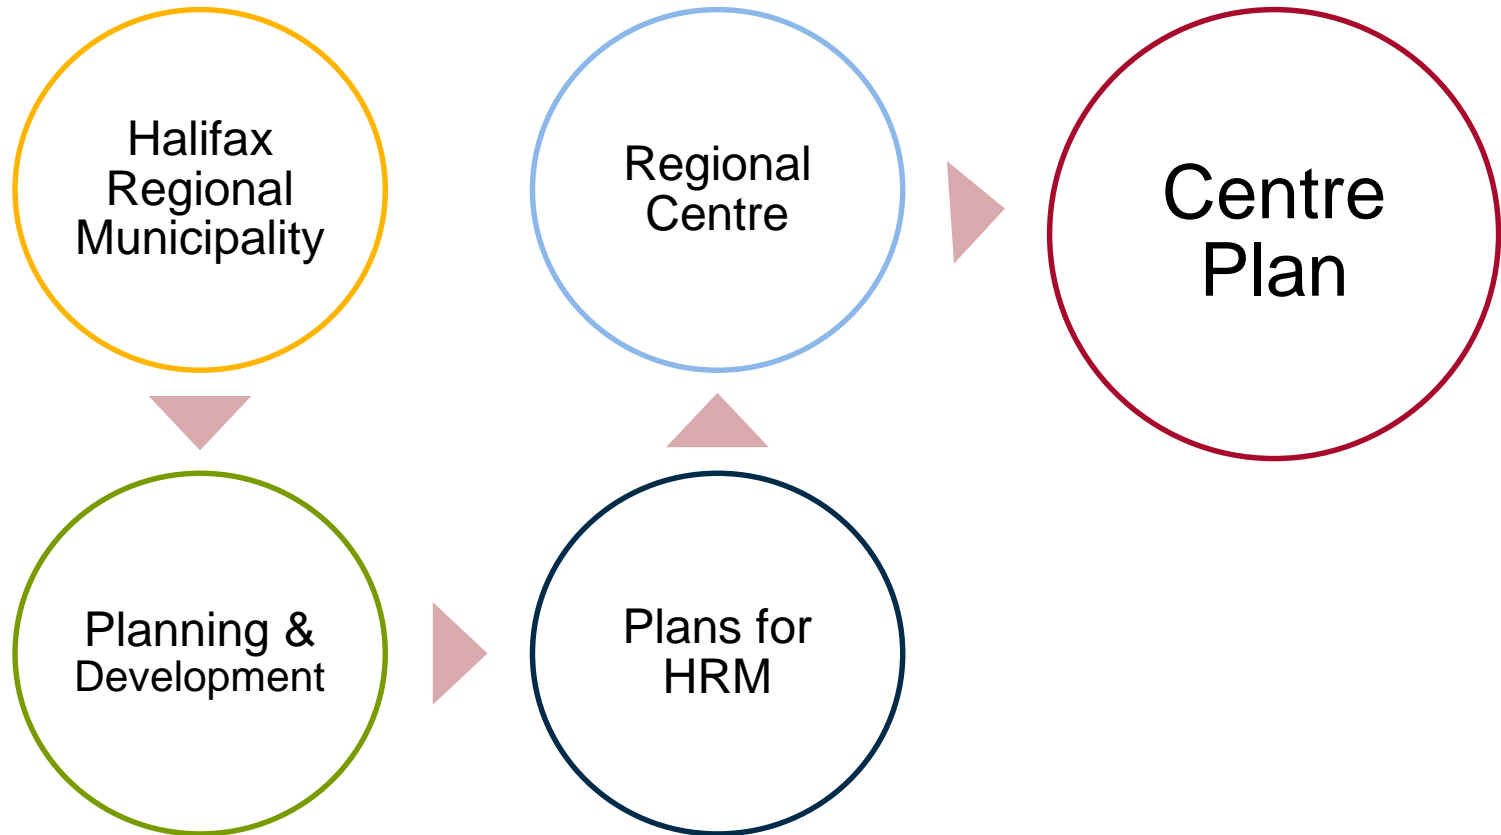 Halifax
Regional
Municipality
Planning &
Development
Plans for
HRM
Regional
Centre
Centre
Plan